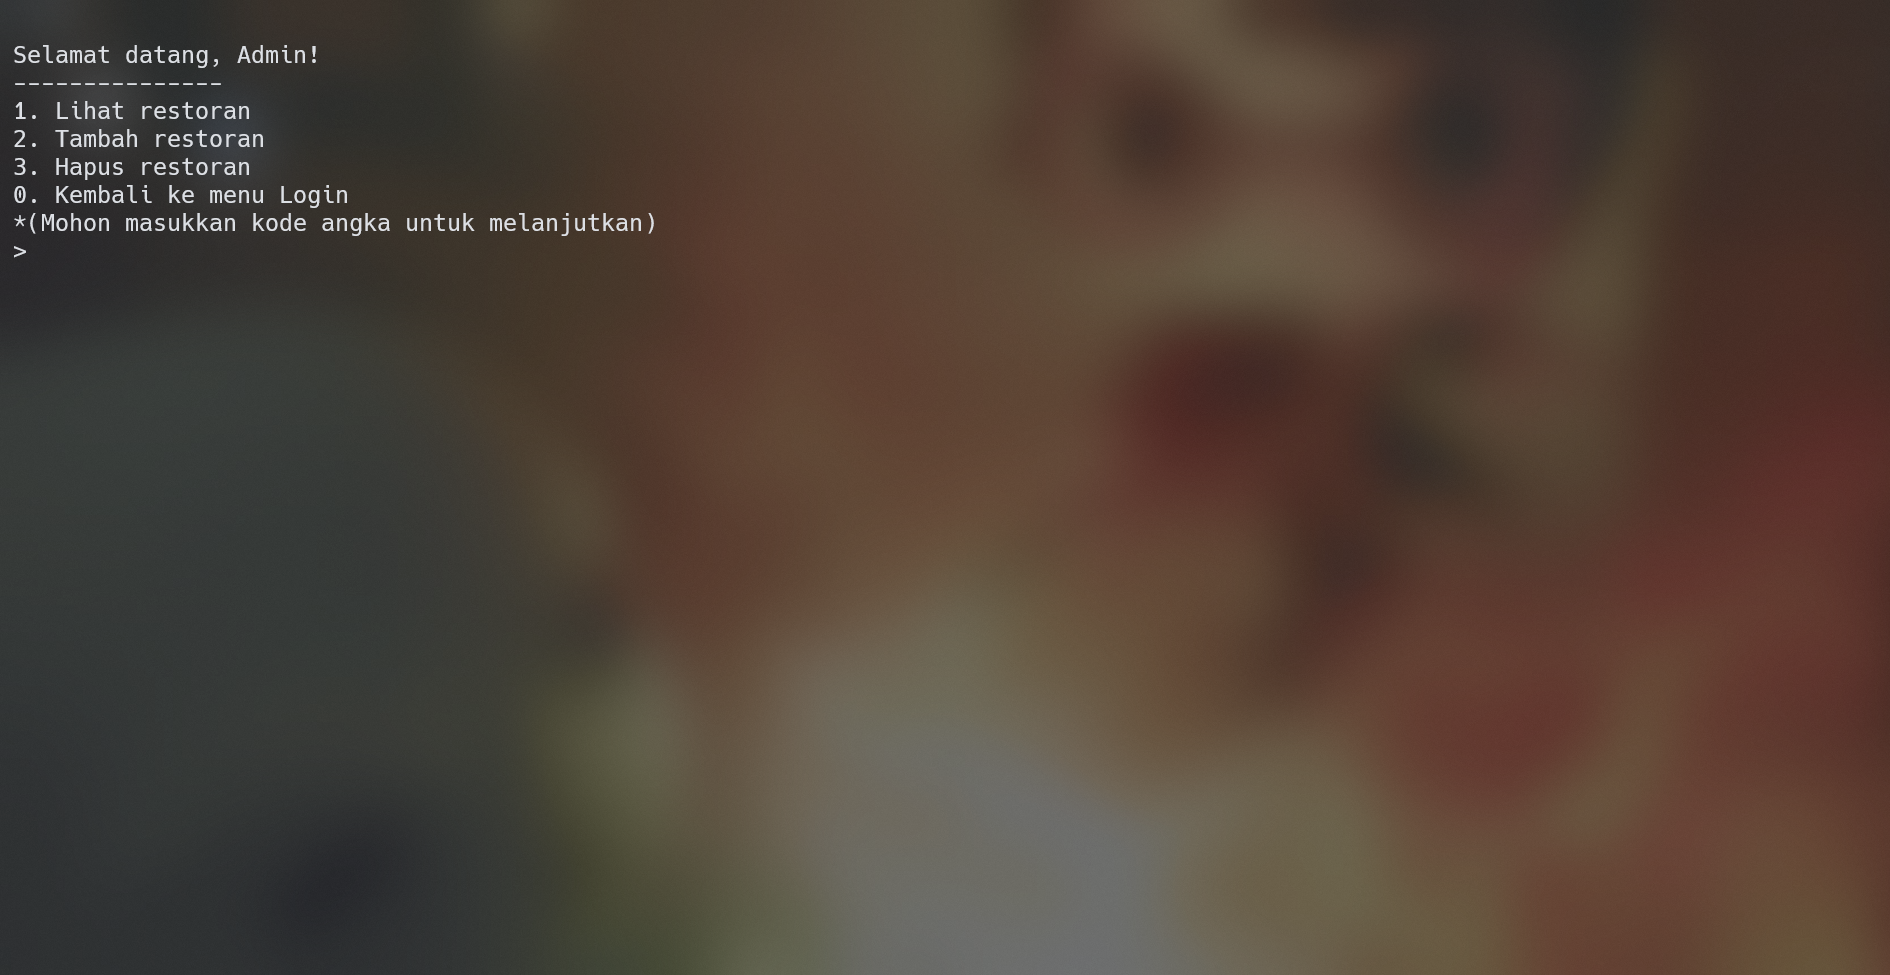 Selamat datang, Admin!
---------------
1. Lihat restoran
2. Tambah restoran
3. Hapus restoran
0. Kembali ke menu Login
*(Mohon masukkan kode angka untuk melanjutkan)
>